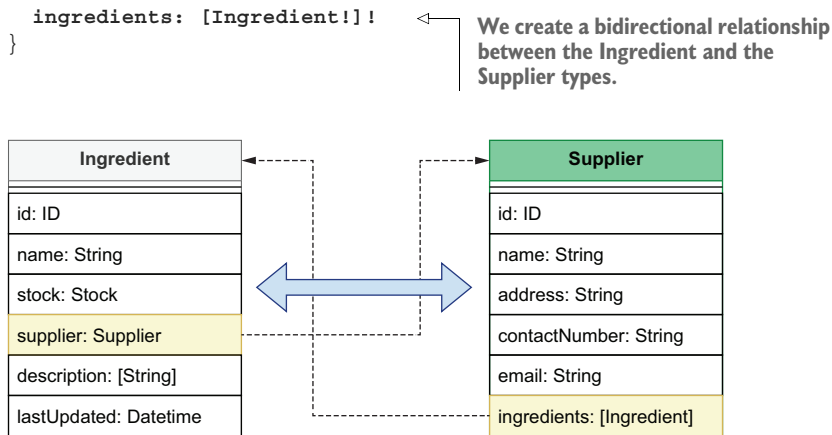 ingredients: [Ingredient!]!
}
We create a bidirectional relationship
between the Ingredient and the
Supplier types.
Ingredient
id: ID
name: String
stock: Stock
supplier: Supplier
description: [String]
lastUpdated: Datetime
Supplier
id: ID
name: String
address: String
contactNumber: String
email: String
ingredients: [Ingredient]